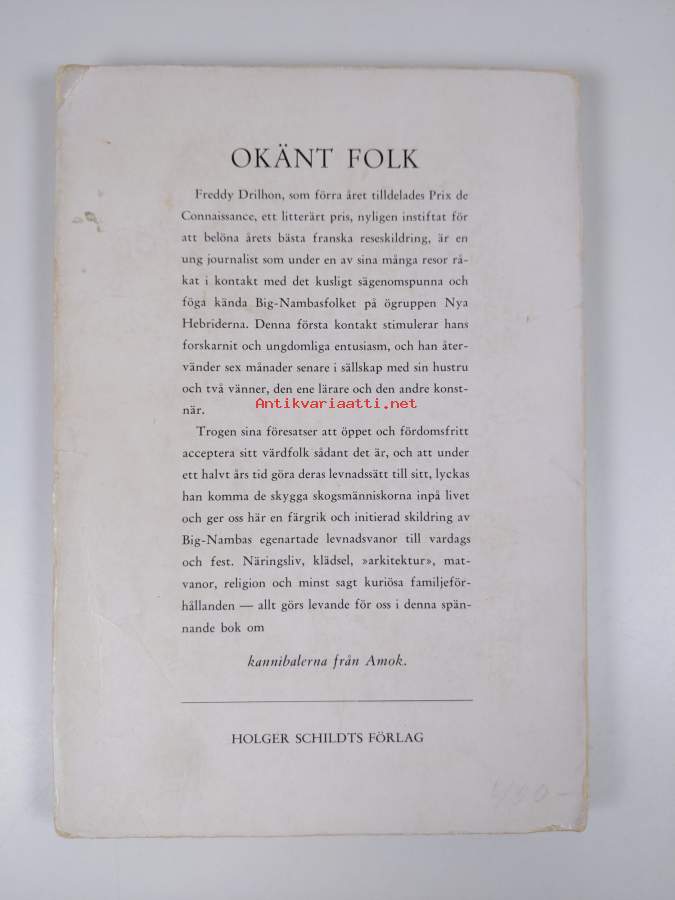 OKÄNT FOLK
Freddy Drilhon, som förra året tilldelades Prix de
Connaissance, ett litterärt pris, nyligen instiftat för
att belöna årets bästa franska reseskildring, är en
ung journalist som under en av sina många resor rå-
kat i kontakt med det kusligt sägenomspunna och
föga kända Big-Nambasfolket på ögruppen Nya
Hebriderna. Denna första kontakt stimulerar hans
forskarnit och ungdomliga entusiasm, och han åter-
vänder sex månader senare i sällskap med sin hustru
och två vänner, den ene lärare och den andre konst-
när.
Antikvariaatti.net
Trogen sina föresatser att öppet och fördomsfritt
acceptera sitt värdfolk sådant det är, och att under
ett halvt års tid göra deras levnadssätt till sitt, lyckas
han komma de skygga skogsmänniskorna inpå livet
och ger oss här en färgrik och initierad skildring av
Big-Nambas egenartade levnadsvanor till vardags
och fest. Näringsliv, klädsel, »arkitektur», mat-
vanor, religion och minst sagt kuriösa familjeför-
hållanden — allt görs levande för oss i denna spän-
nande bok om
kannibalerna från Amok.
HOLGER SCHILDTS FÖRLAG